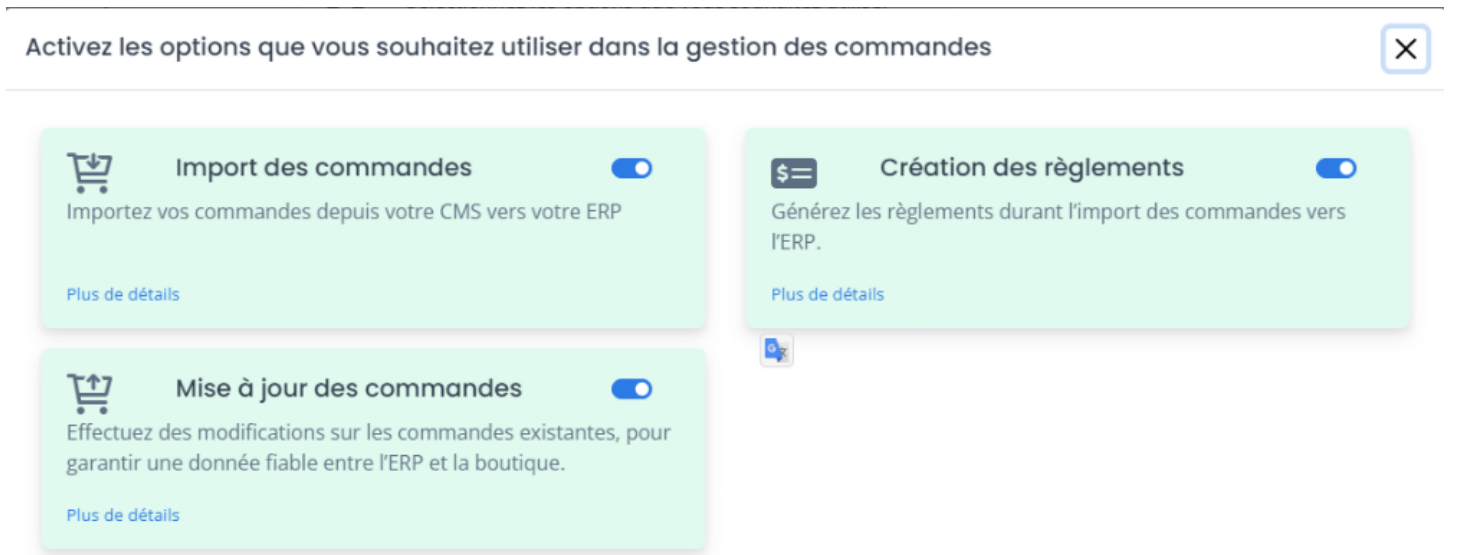 Activez les options que vous souhaitez utiliser dans la gestion des commandes
Import des commandes
Importez vos commandes depuis votre CMS vers votre ERP
Plus de détails
Création des règlements
Générez les règlements durant l'import des commandes vers
l'ERP.
Plus de détails
Mise à jour des commandes
Effectuez des modifications sur les commandes existantes, pour
garantir une donnée fiable entre l'ERP et la boutique.
Plus de détails